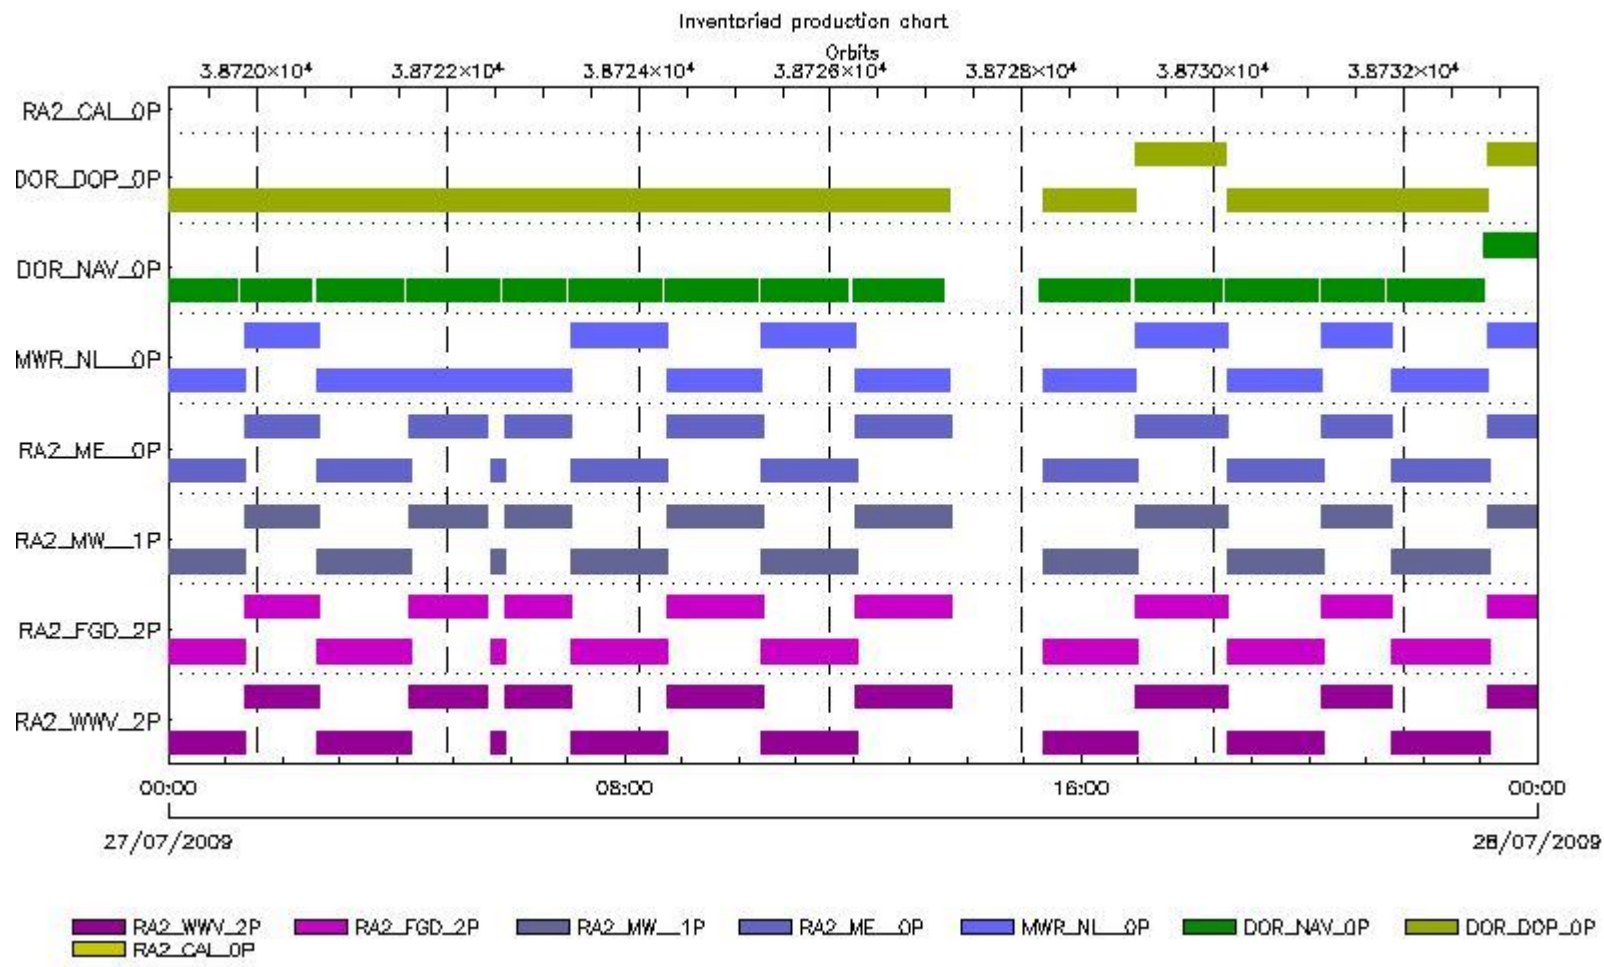 Inventoried production chart
Orbits
3.8720×10⁴ 3.8722×10⁴ 3.8724×10⁴ 3.8726×10⁴ 3.8728×10⁴ 3.8730×10⁴ 3.8732×10⁴
RA2_CAL_0P
DOR_DOP_0P
DOR_NAV_0P
MWR_NL__0P
RA2_ME__0P
RA2_MW__1P
RA2_FGD_2P
RA2_WWV_2P
00:00 08:00 16:00 00:00
27/07/2009 28/07/2009
RA2_WWV_2P RA2_FGD_2P RA2_MW__1P RA2_ME__0P MWR_NL__0P DOR_NAV_0P DOR_DOP_0P
RA2_CAL_0P